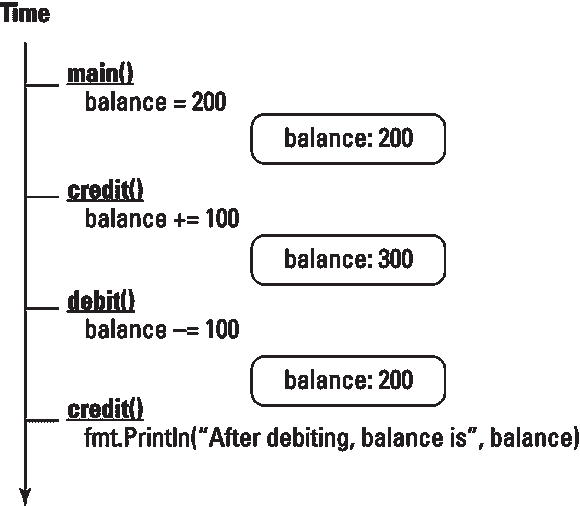 Time
main()
balance = 200
balance: 200
credit()
balance += 100
balance: 300
debit()
balance –= 100
balance: 200
credit()
fmt.Println(“After debiting, balance is”, balance)